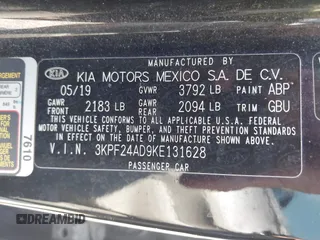 MANUFACTURED BY
KIA KIA MOTORS MEXICO S.A. DE C.V.
05/19 GVWR 3792 LB PAINT ABP
GAWR FRONT 2183 LB GAWR REAR 2094 LB TRIM GBU
THIS VEHICLE CONFORMS TO ALL APPLICABLE U.S.A. FEDERAL
MOTOR VEHICLE SAFETY, BUMPER, AND THEFT PREVENTION
STANDARDS IN EFFECT ON THE DATE OF MANUFACTURE SHOWN ABOVE.
V.I.N. 3KPF24AD9KE131628
PASSENGER CAR
7610
DREAMBID